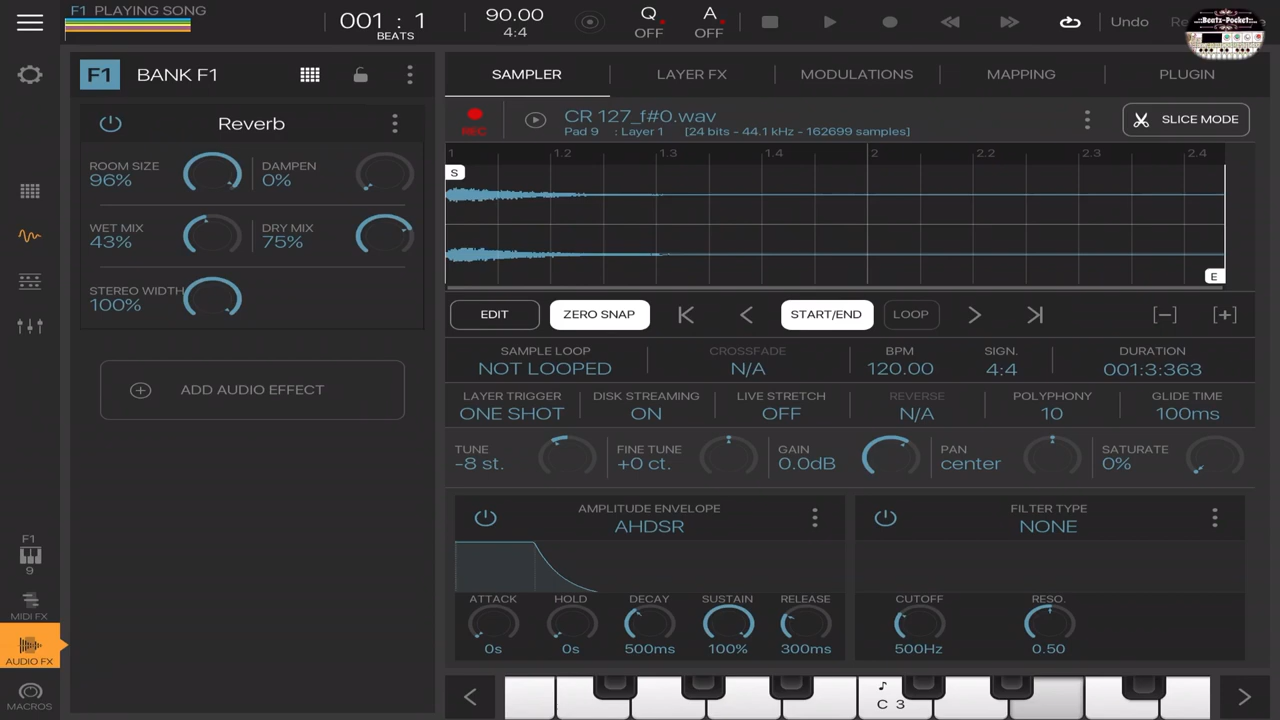 F1 PLAYING SONG
001 : 1
BEATS
90.00
4:4
Q
OFF
A
OFF
Undo
Beatz-Pocket
F1 BANK F1
SAMPLER LAYER FX MODULATIONS MAPPING PLUGIN
Reverb
ROOM SIZE
96%
DAMPEN
0%
WET MIX
43%
DRY MIX
75%
STEREO WIDTH
100%
ADD AUDIO EFFECT
REC
CR 127_f#0.wav
Pad 9 : Layer 1 [24 bits - 44.1 kHz - 162699 samples]
SLICE MODE
1 1.2 1.3 1.4 2 2.2 2.3 2.4
S
E
EDIT ZERO SNAP START/END LOOP [-] [+]
SAMPLE LOOP
NOT LOOPED
CROSSFADE
N/A
BPM
120.00
SIGN.
4:4
DURATION
001:3:363
LAYER TRIGGER
ONE SHOT
DISK STREAMING
ON
LIVE STRETCH
OFF
REVERSE
N/A
POLYPHONY
10
GLIDE TIME
100ms
TUNE
-8 st.
FINE TUNE
+0 ct.
GAIN
0.0dB
PAN
center
SATURATE
0%
AMPLITUDE ENVELOPE
AHDSR
FILTER TYPE
NONE
ATTACK
0s
HOLD
0s
DECAY
500ms
SUSTAIN
100%
RELEASE
300ms
CUTOFF
500Hz
RESO.
0.50
C 3
F1
9
MIDI FX
AUDIO FX
MACROS